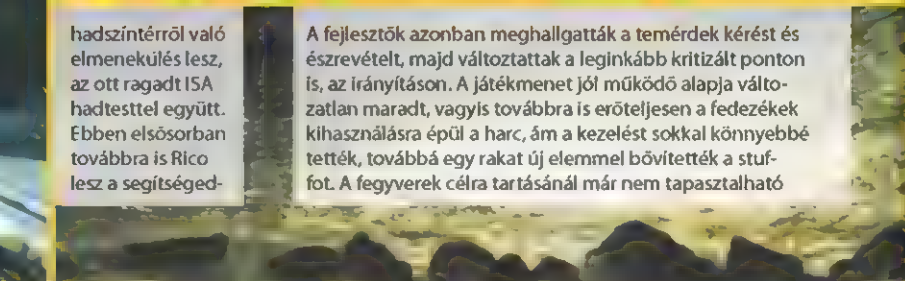 hadszíntérről való
elmenekülés lesz,
az ott ragadt ISA
hadtesttel együtt.
Ebben elsősorban
továbbra is Rico
lesz a segítséged-
A fejlesztők azonban meghallgatták a temérdek kérést és
észrevételt, majd változtattak a leginkább kritizált ponton
is, az irányításon. A játékmenet jól működő alapja válto-
zatlan maradt, vagyis továbbra is erőteljesen a fedezékek
kihasználásra épül a harc, ám a kezelést sokkal könnyebbé
tették, továbbá egy rakat új elemmel bővítették a stuf-
fot. A fegyverek célra tartásánál már nem tapasztalható